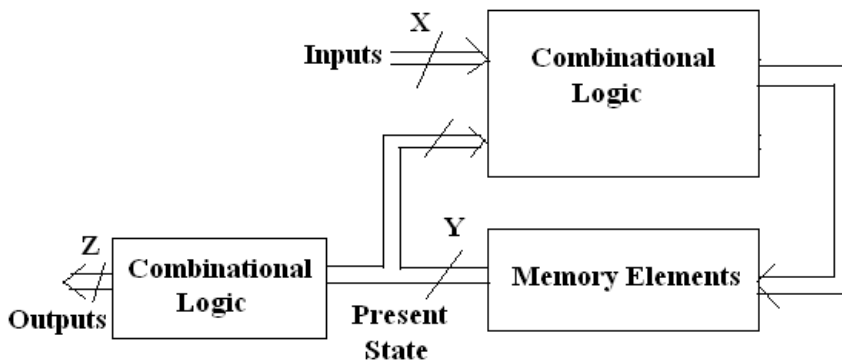 X
Inputs
Combinational
Logic
Y
Z
Combinational
Logic
Memory Elements
Outputs
Present
State